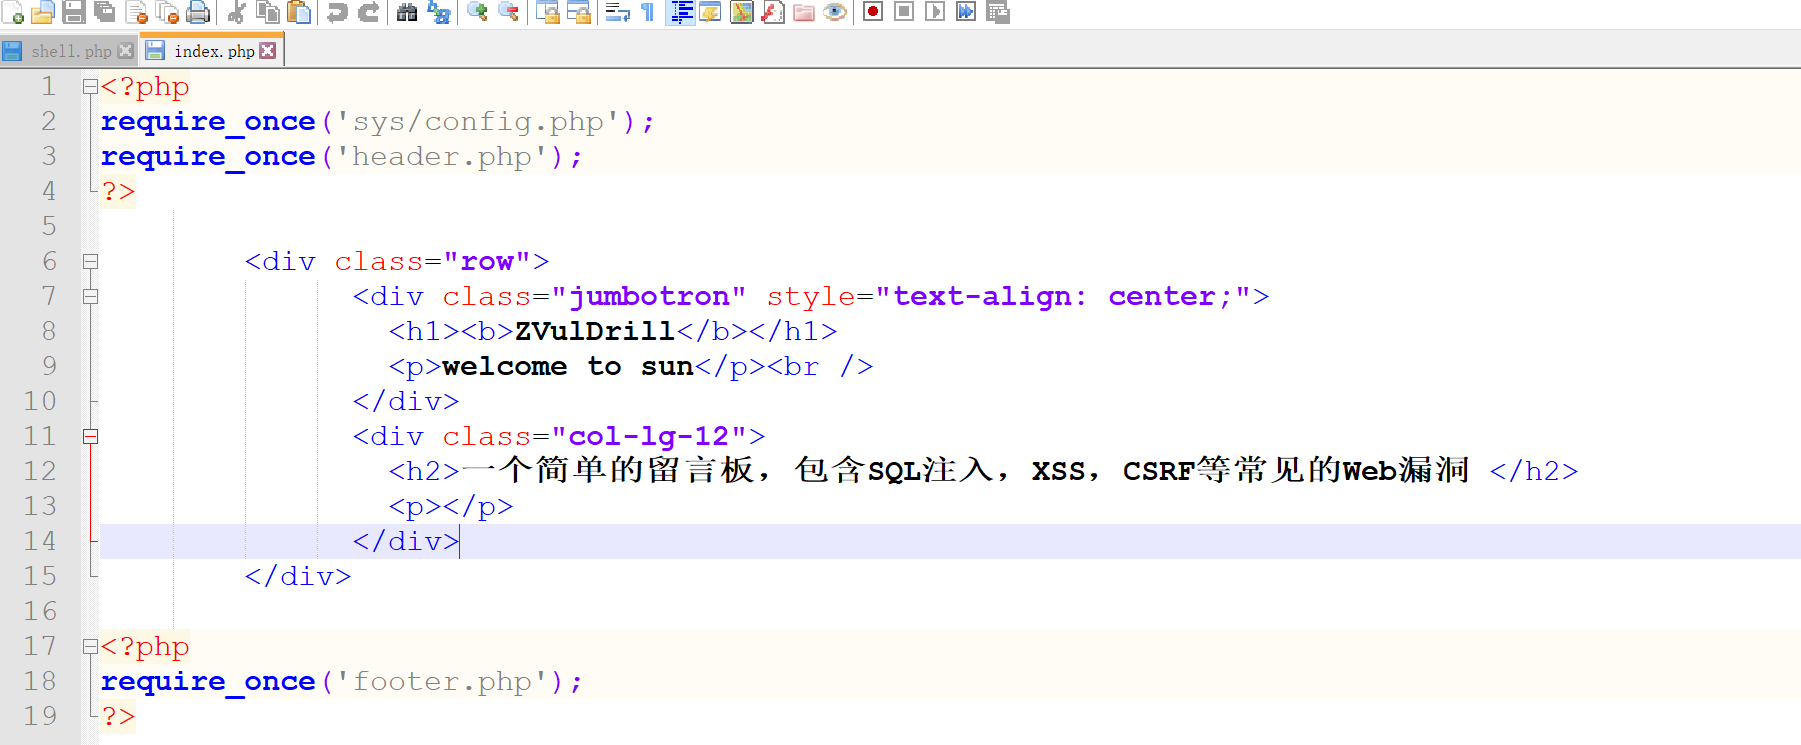 shell.php index.php
1 <?php
2 require_once('sys/config.php');
3 require_once('header.php');
4 ?>
5
6 <div class="row">
7 <div class="jumbotron" style="text-align: center;">
8 <h1><b>ZVulDrill</b></h1>
9 <p>welcome to sun</p><br />
10 </div>
11 <div class="col-lg-12">
12 <h2>一个简单的留言板，包含SQL注入，XSS，CSRF等常见的Web漏洞 </h2>
13 <p></p>
14 </div>
15 </div>
16
17 <?php
18 require_once('footer.php');
19 ?>